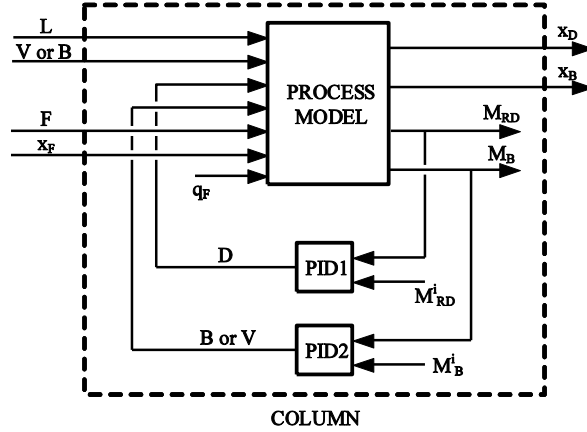 L
V or B
F
x_F
q_F
PROCESS
MODEL
x_D
x_B
M_RD
M_B
D
PID1
M^i_RD
B or V
PID2
M^i_B
COLUMN